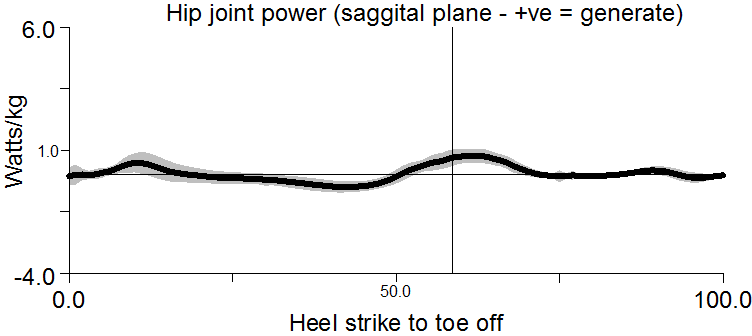 Hip joint power (saggital plane - +ve = generate)
6.0
Watts/kg
1.0
-4.0
0.0
50.0
100.0
Heel strike to toe off